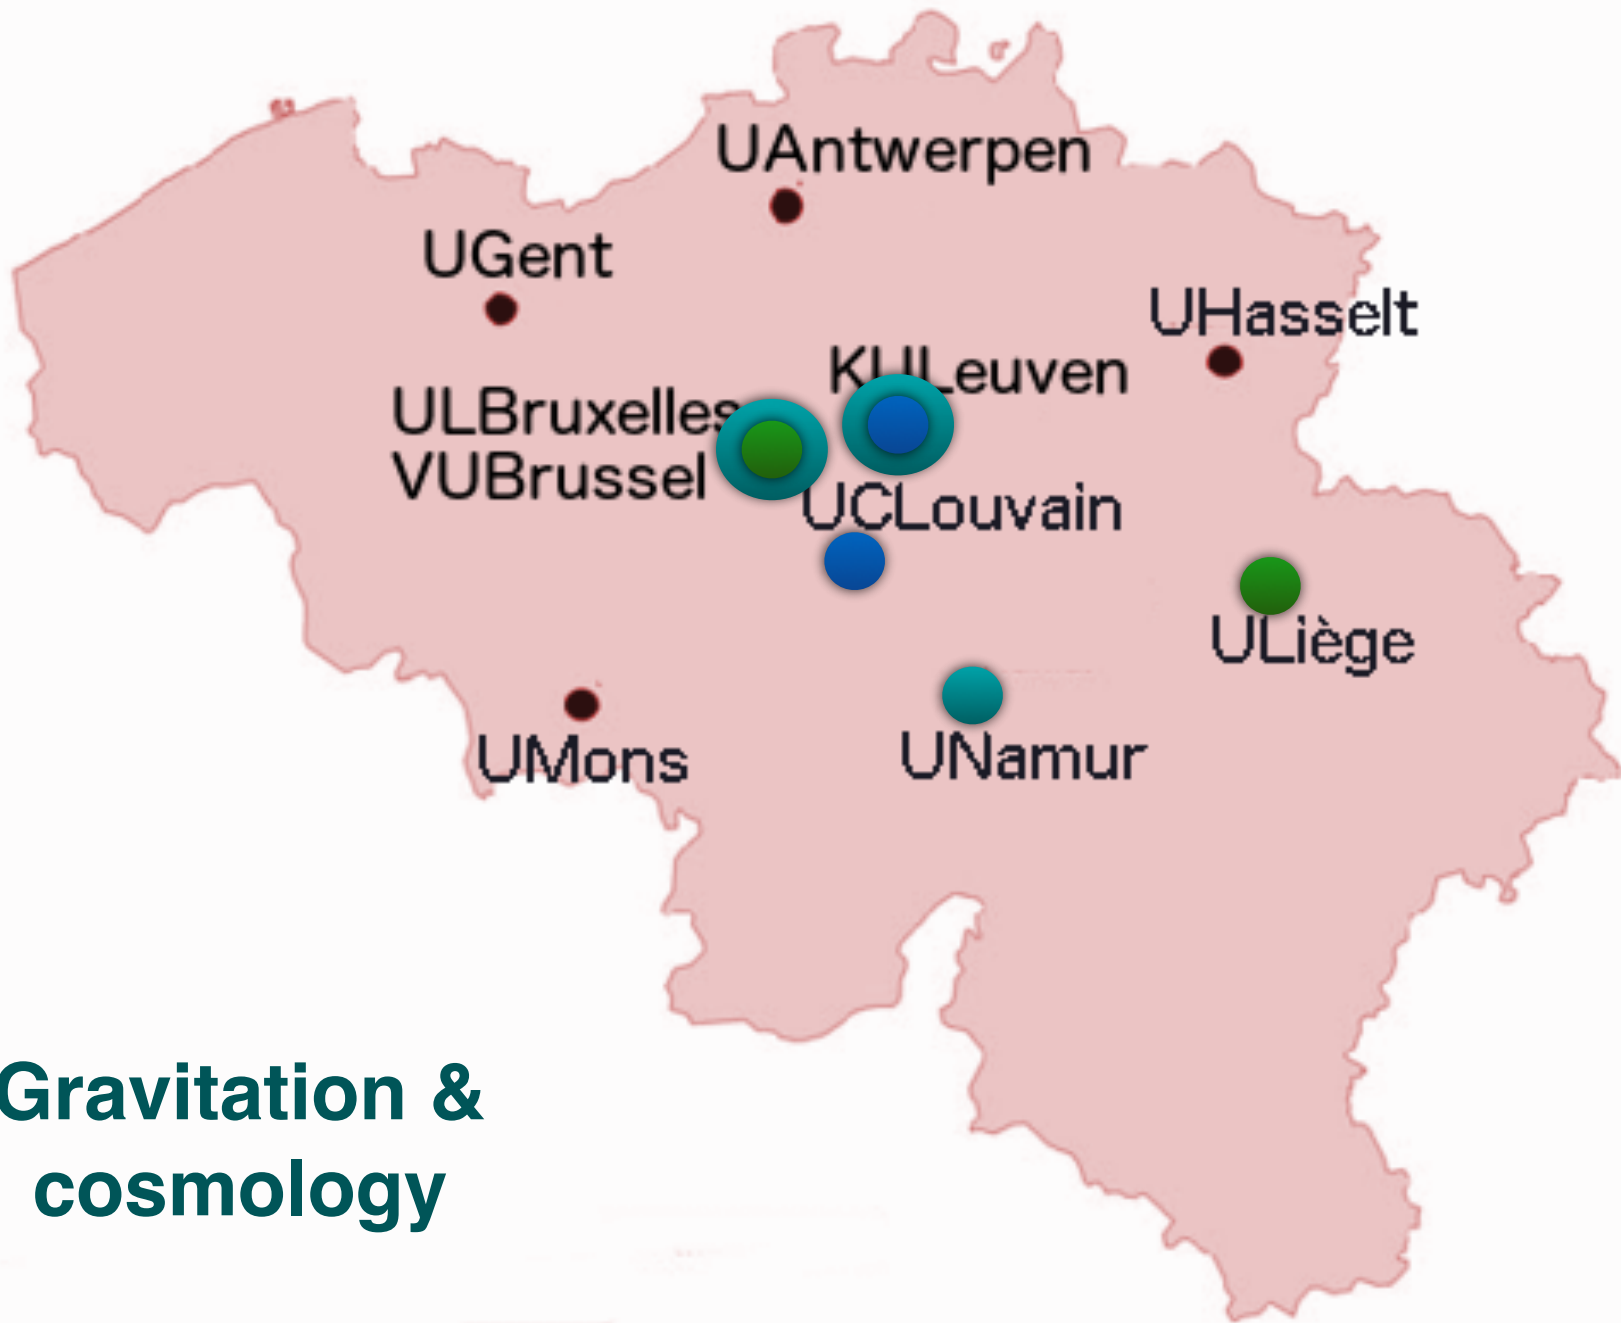 UAntwerpen
UGent
UHasselt
KULeuven
ULBruxelles
VUBrussel
UCLouvain
ULiège
UMons
UNamur
Gravitation &
cosmology